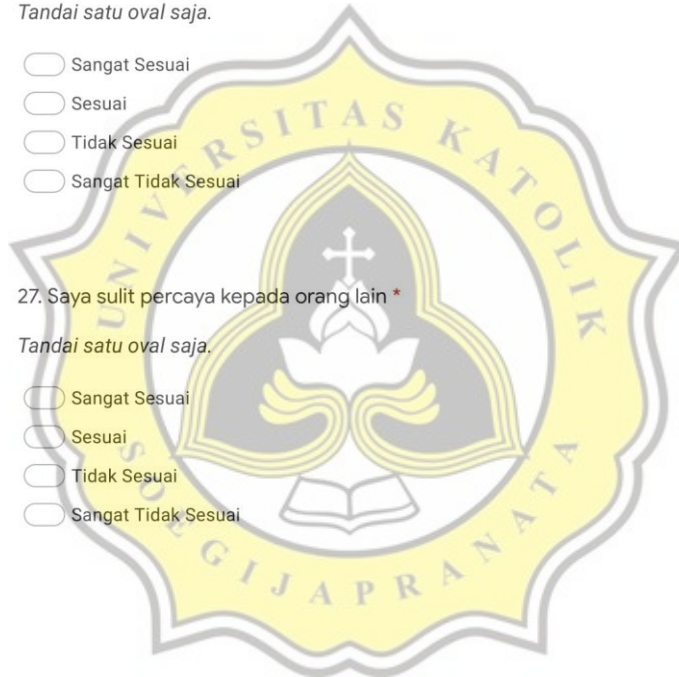 Tandai satu oval saja.
Sangat Sesuai
Sesuai
Tidak Sesuai
Sangat Tidak Sesuai
27. Saya sulit percaya kepada orang lain *
Tandai satu oval saja.
Sangat Sesuai
Sesuai
Tidak Sesuai
Sangat Tidak Sesuai
UNIVERSITAS KATOLIK
SOEGIJAPRANATA